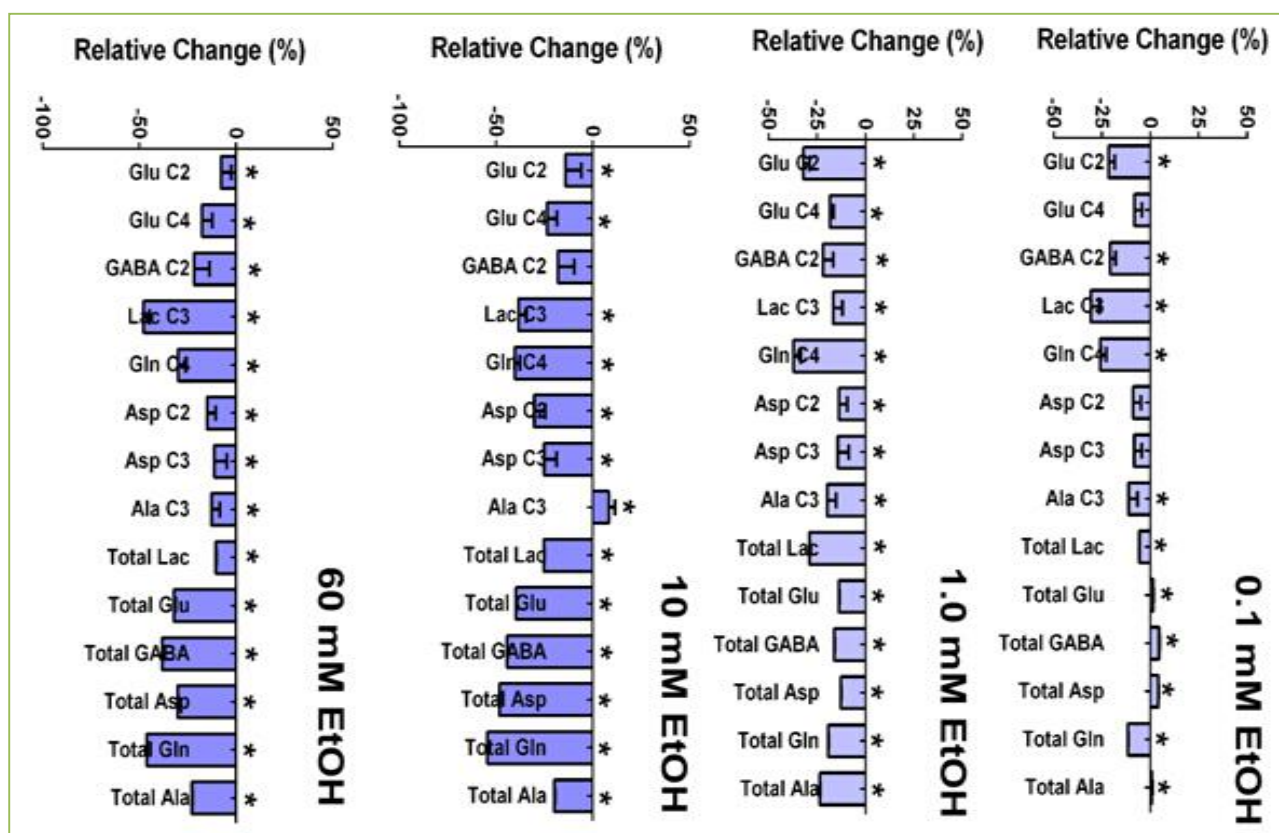 Relative Change (%)
-100
-50
0
50
Glu C2
Glu C4
GABA C2
Lac C3
Gln C4
Asp C2
Asp C3
Ala C3
Total Lac
Total Glu
Total GABA
Total Asp
Total Gln
Total Ala
* * * * * * * * * * * * * *
60 mM EtOH
Relative Change (%)
-100
-50
0
50
Glu C2
Glu C4
GABA C2
Lac C3
Gln C4
Asp C2
Asp C3
Ala C3
Total Lac
Total Glu
Total GABA
Total Asp
Total Gln
Total Ala
* * * * * * * * * * * * *
10 mM EtOH
Relative Change (%)
-50
-25
0
25
50
Glu C2
Glu C4
GABA C2
Lac C3
Gln C4
Asp C2
Asp C3
Ala C3
Total Lac
Total Glu
Total GABA
Total Asp
Total Gln
Total Ala
* * * * * * * * * * * * * *
1.0 mM EtOH
Relative Change (%)
-50
-25
0
25
50
Glu C2
Glu C4
GABA C2
Lac C3
Gln C4
Asp C2
Asp C3
Ala C3
Total Lac
Total Glu
Total GABA
Total Asp
Total Gln
Total Ala
* * * * * * * * * * *
0.1 mM EtOH